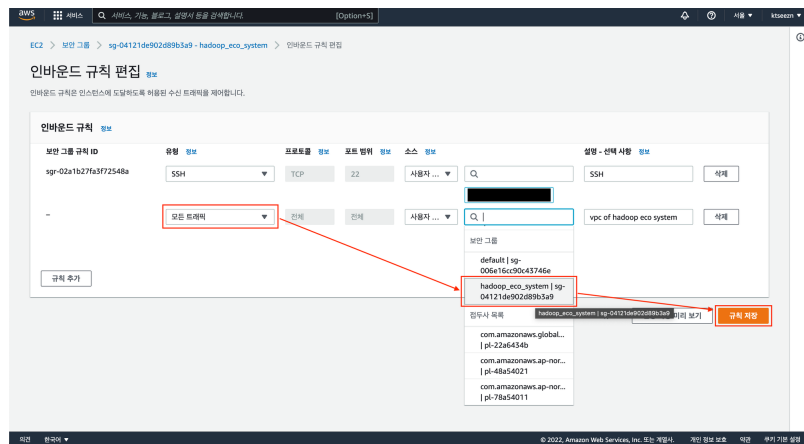 aws 서비스 서비스, 기능, 블로그, 설명서 등을 검색합니다. [Option+S] 서울 ktseezn
EC2 > 보안 그룹 > sg-04121de902d89b3a9 - hadoop_eco_system > 인바운드 규칙 편집
인바운드 규칙 편집 정보
인바운드 규칙은 인스턴스에 도달하도록 허용된 수신 트래픽을 제어합니다.
인바운드 규칙 정보
보안 그룹 규칙 ID 유형 정보 프로토콜 정보 포트 범위 정보 소스 정보 설명 - 선택 사항 정보
sgr-02a1b27fa3f72548a SSH TCP 22 사용자 ... SSH 삭제
– 모든 트래픽 전체 전체 사용자 ... vpc of hadoop eco system 삭제
보안 그룹
default | sg-
006e16cc90c43746e
hadoop_eco_system | sg-
04121de902d89b3a9
규칙 추가
접두사 목록
hadoop_eco_system | sg-04121de902d89b3a9
미리 보기 규칙 저장
com.amazonaws.global...
| pl-22a6434b
com.amazonaws.ap-nor...
| pl-48a54021
com.amazonaws.ap-nor...
| pl-78a54011
의견 한국어 © 2022, Amazon Web Services, Inc. 또는 계열사. 개인 정보 보호 약관 쿠키 기본 설정